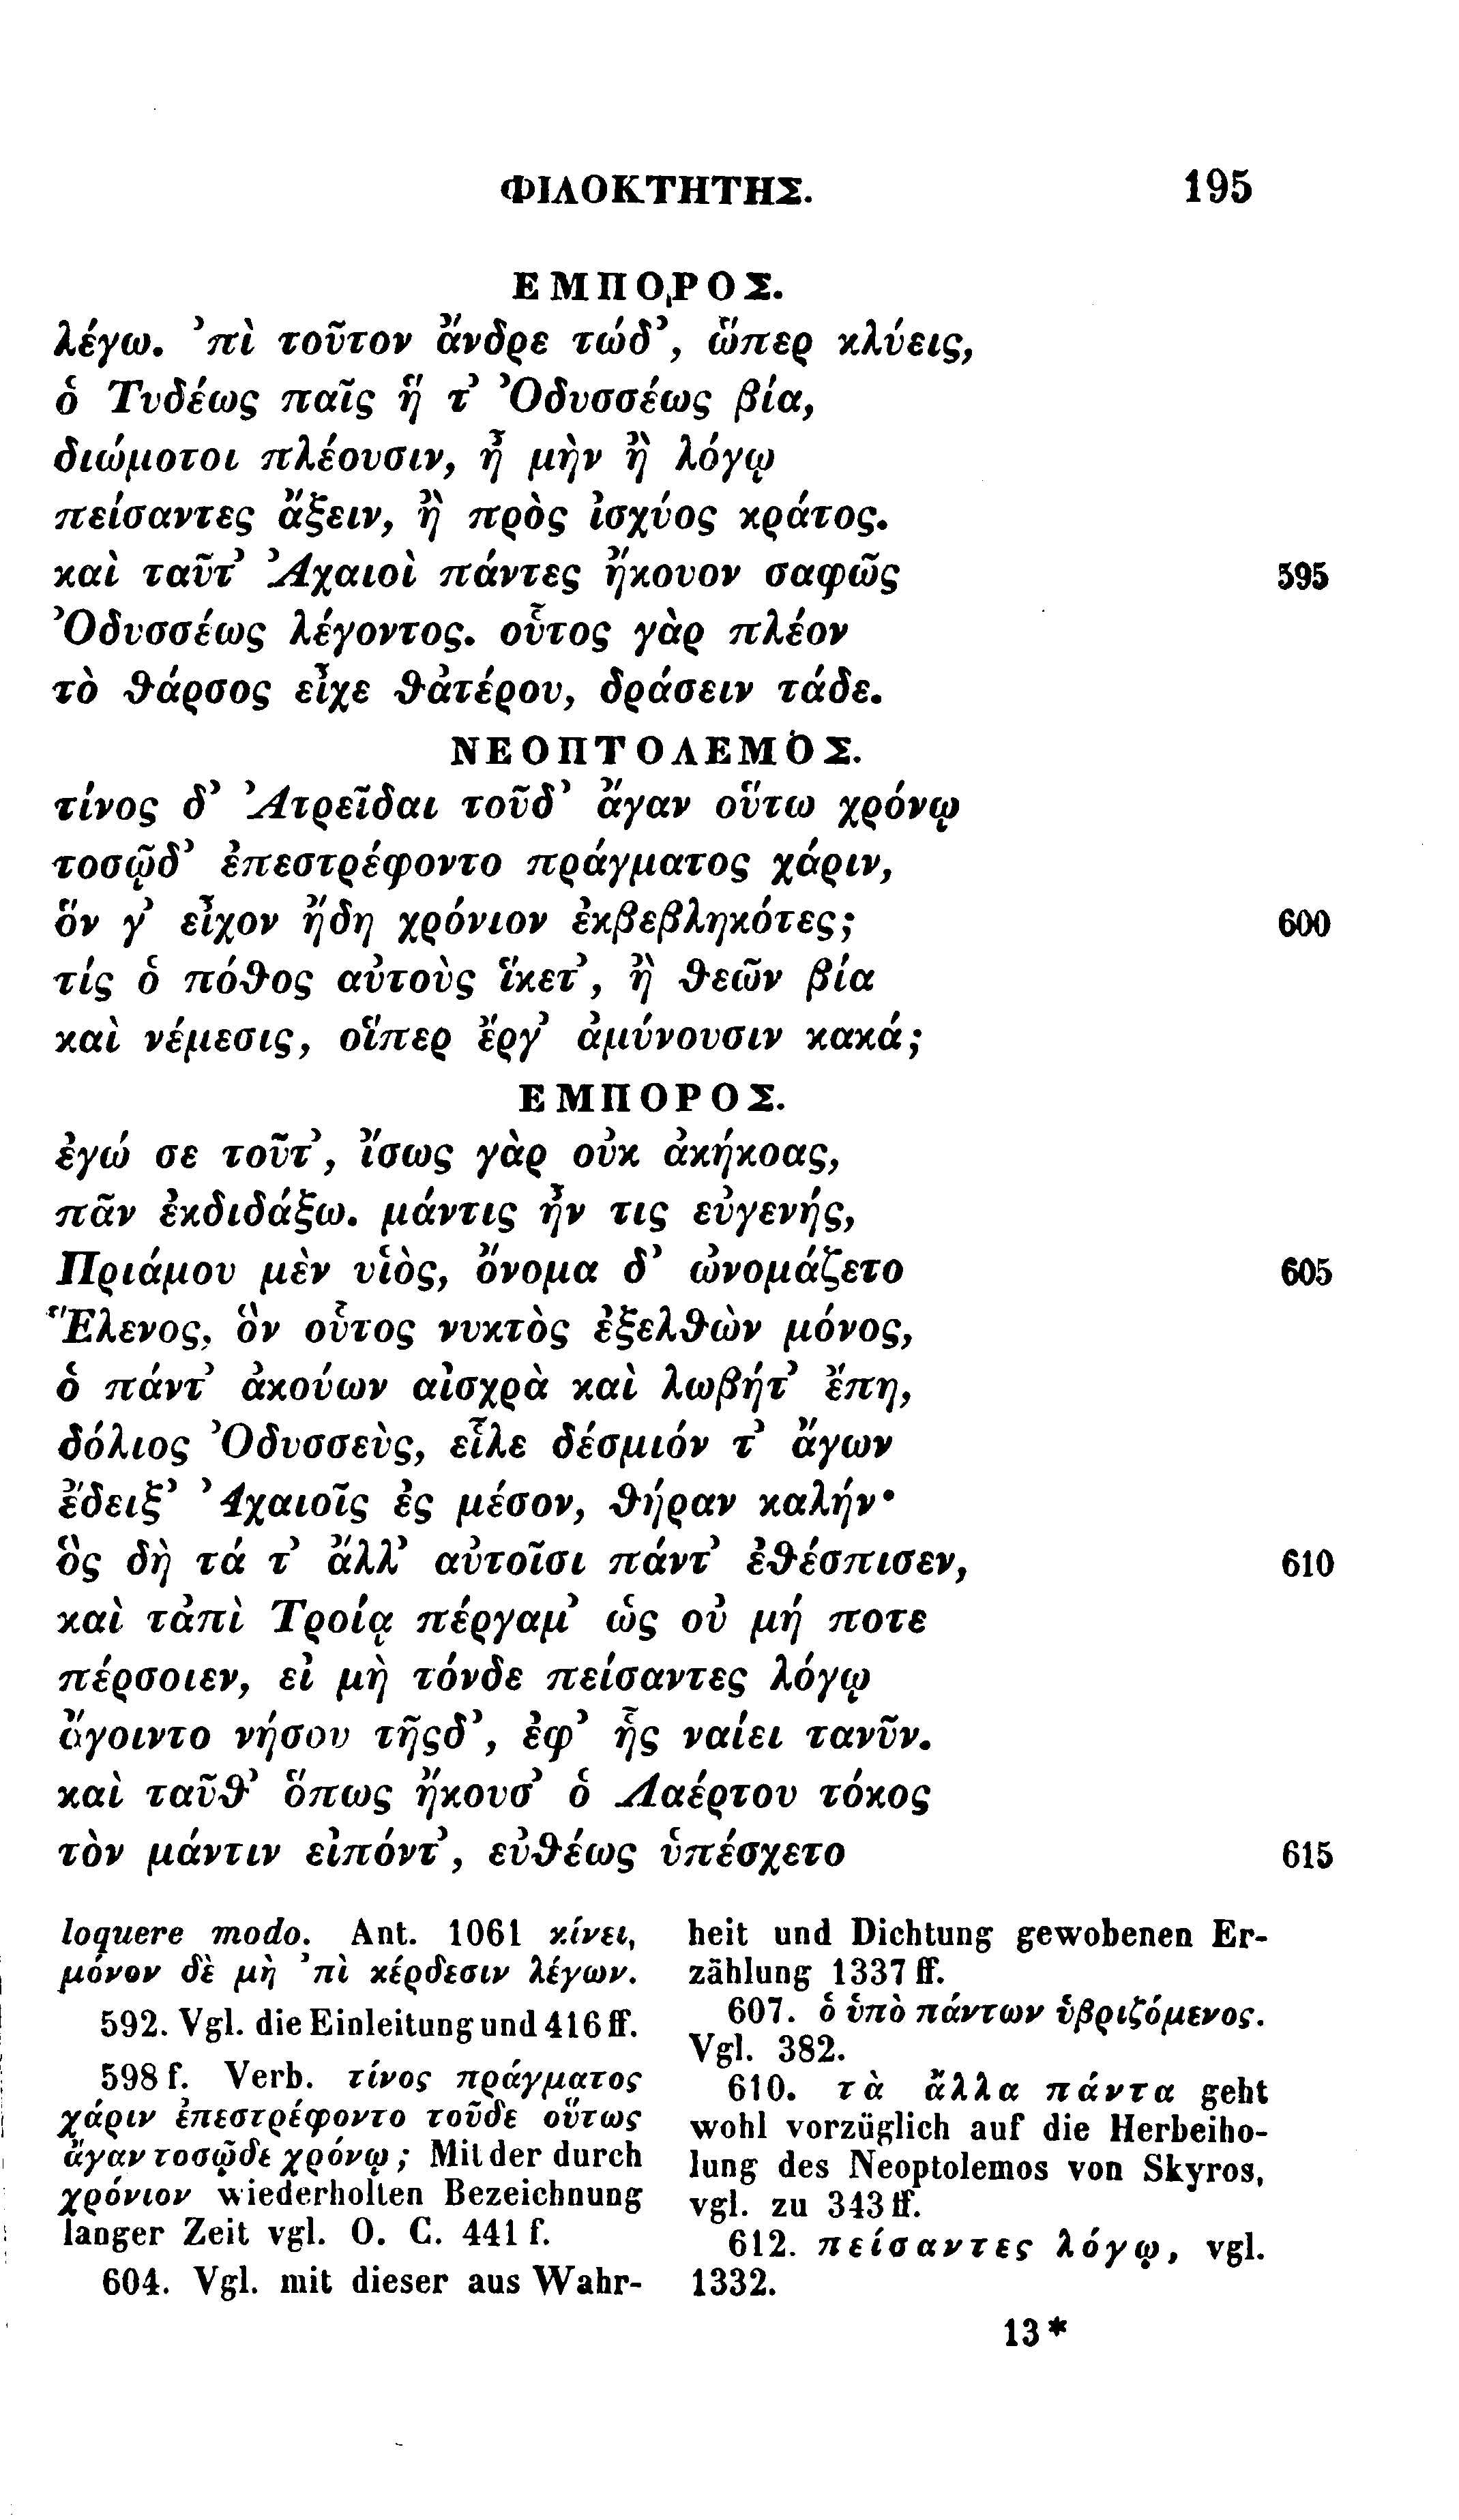 ΦΙΛΟΚΤΗΤΗΣ. 195
ΕΜΠΟΡΟΣ.
λέγω. ’πὶ τοῦτον ἄνδρε τώδ’, ὥπερ κλύεις,
ὁ Τυδέως παῖς ἥ τ’ Ὀδυσσέως βία,
διώμοτοι πλέουσιν, ἦ μὴν ἢ λόγῳ
πείσαντες ἄξειν, ἢ πρὸς ἰσχύος κράτος.
καὶ ταῦτ’ Ἀχαιοὶ πάντες ἤκουον σαφῶς 595
Ὀδυσσέως λέγοντος. οὗτος γὰρ πλέον
τὸ θάρσος εἶχε θἀτέρου, δράσειν τάδε.
ΝΕΟΠΤΟΛΕΜΟΣ.
τίνος δ’ Ἀτρεῖδαι τοῦδ’ ἄγαν οὕτω χρόνῳ
τοσῷδ’ ἐπεστρέφοντο πράγματος χάριν,
ὅν γ’ εἶχον ἤδη χρόνιον ἐκβεβληκότες; 600
τίς ὁ πόθος αὐτοὺς ἵκετ’, ἢ θεῶν βία
καὶ νέμεσις, οἵπερ ἔργ’ ἀμύνουσιν κακά;
ΕΜΠΟΡΟΣ.
ἐγώ σε τοῦτ’, ἴσως γὰρ οὐκ ἀκήκοας,
πᾶν ἐκδιδάξω. μάντις ἦν τις εὐγενής,
Πριάμου μὲν υἱὸς, ὄνομα δ’ ὠνομάζετο 605
Ἕλενος, ὃν οὗτος νυκτὸς ἐξελθὼν μόνος,
ὁ πάντ’ ἀκούων αἰσχρὰ καὶ λωβήτ’ ἔπη,
δόλιος Ὀδυσσεὺς, εἷλε δέσμιόν τ’ ἄγων
ἔδειξ’ Ἀχαιοῖς ἐς μέσον, θήραν καλήν·
ὃς δὴ τά τ’ ἄλλ’ αὐτοῖσι πάντ’ ἐθέσπισεν, 610
καὶ τἀπὶ Τροίᾳ πέργαμ’ ὡς οὐ μή ποτε
πέρσοιεν, εἰ μὴ τόνδε πείσαντες λόγῳ
ἄγοιντο νήσου τῆςδ’, ἐφ’ ἧς ναίει τανῦν.
καὶ ταῦθ’ ὅπως ἤκουσ’ ὁ Λαέρτου τόκος
τὸν μάντιν εἰπόντ’, εὐθέως ὑπέσχετο 615
loquere modo. Ant. 1061 κίνει,
μόνον δὲ μὴ ’πὶ κέρδεσιν λέγων.
592. Vgl. die Einleitung und 416 ff.
598 f. Verb. τίνος πράγματος
χάριν ἐπεστρέφοντο τοῦδε οὕτως
ἄγαν τοσῷδε χρόνῳ; Mit der durch
χρόνιον wiederholten Bezeichnung
langer Zeit vgl. O. C. 441 f.
604. Vgl. mit dieser aus Wahr-
heit und Dichtung gewobenen Er-
zählung 1337 ff.
607. ὁ ὑπὸ πάντων ὑβριζόμενος.
Vgl. 382.
610. τὰ ἄλλα πάντα geht
wohl vorzüglich auf die Herbeiho-
lung des Neoptolemos von Skyros,
vgl. zu 343 ff.
612. πείσαντες λόγῳ, vgl.
1332.
13*